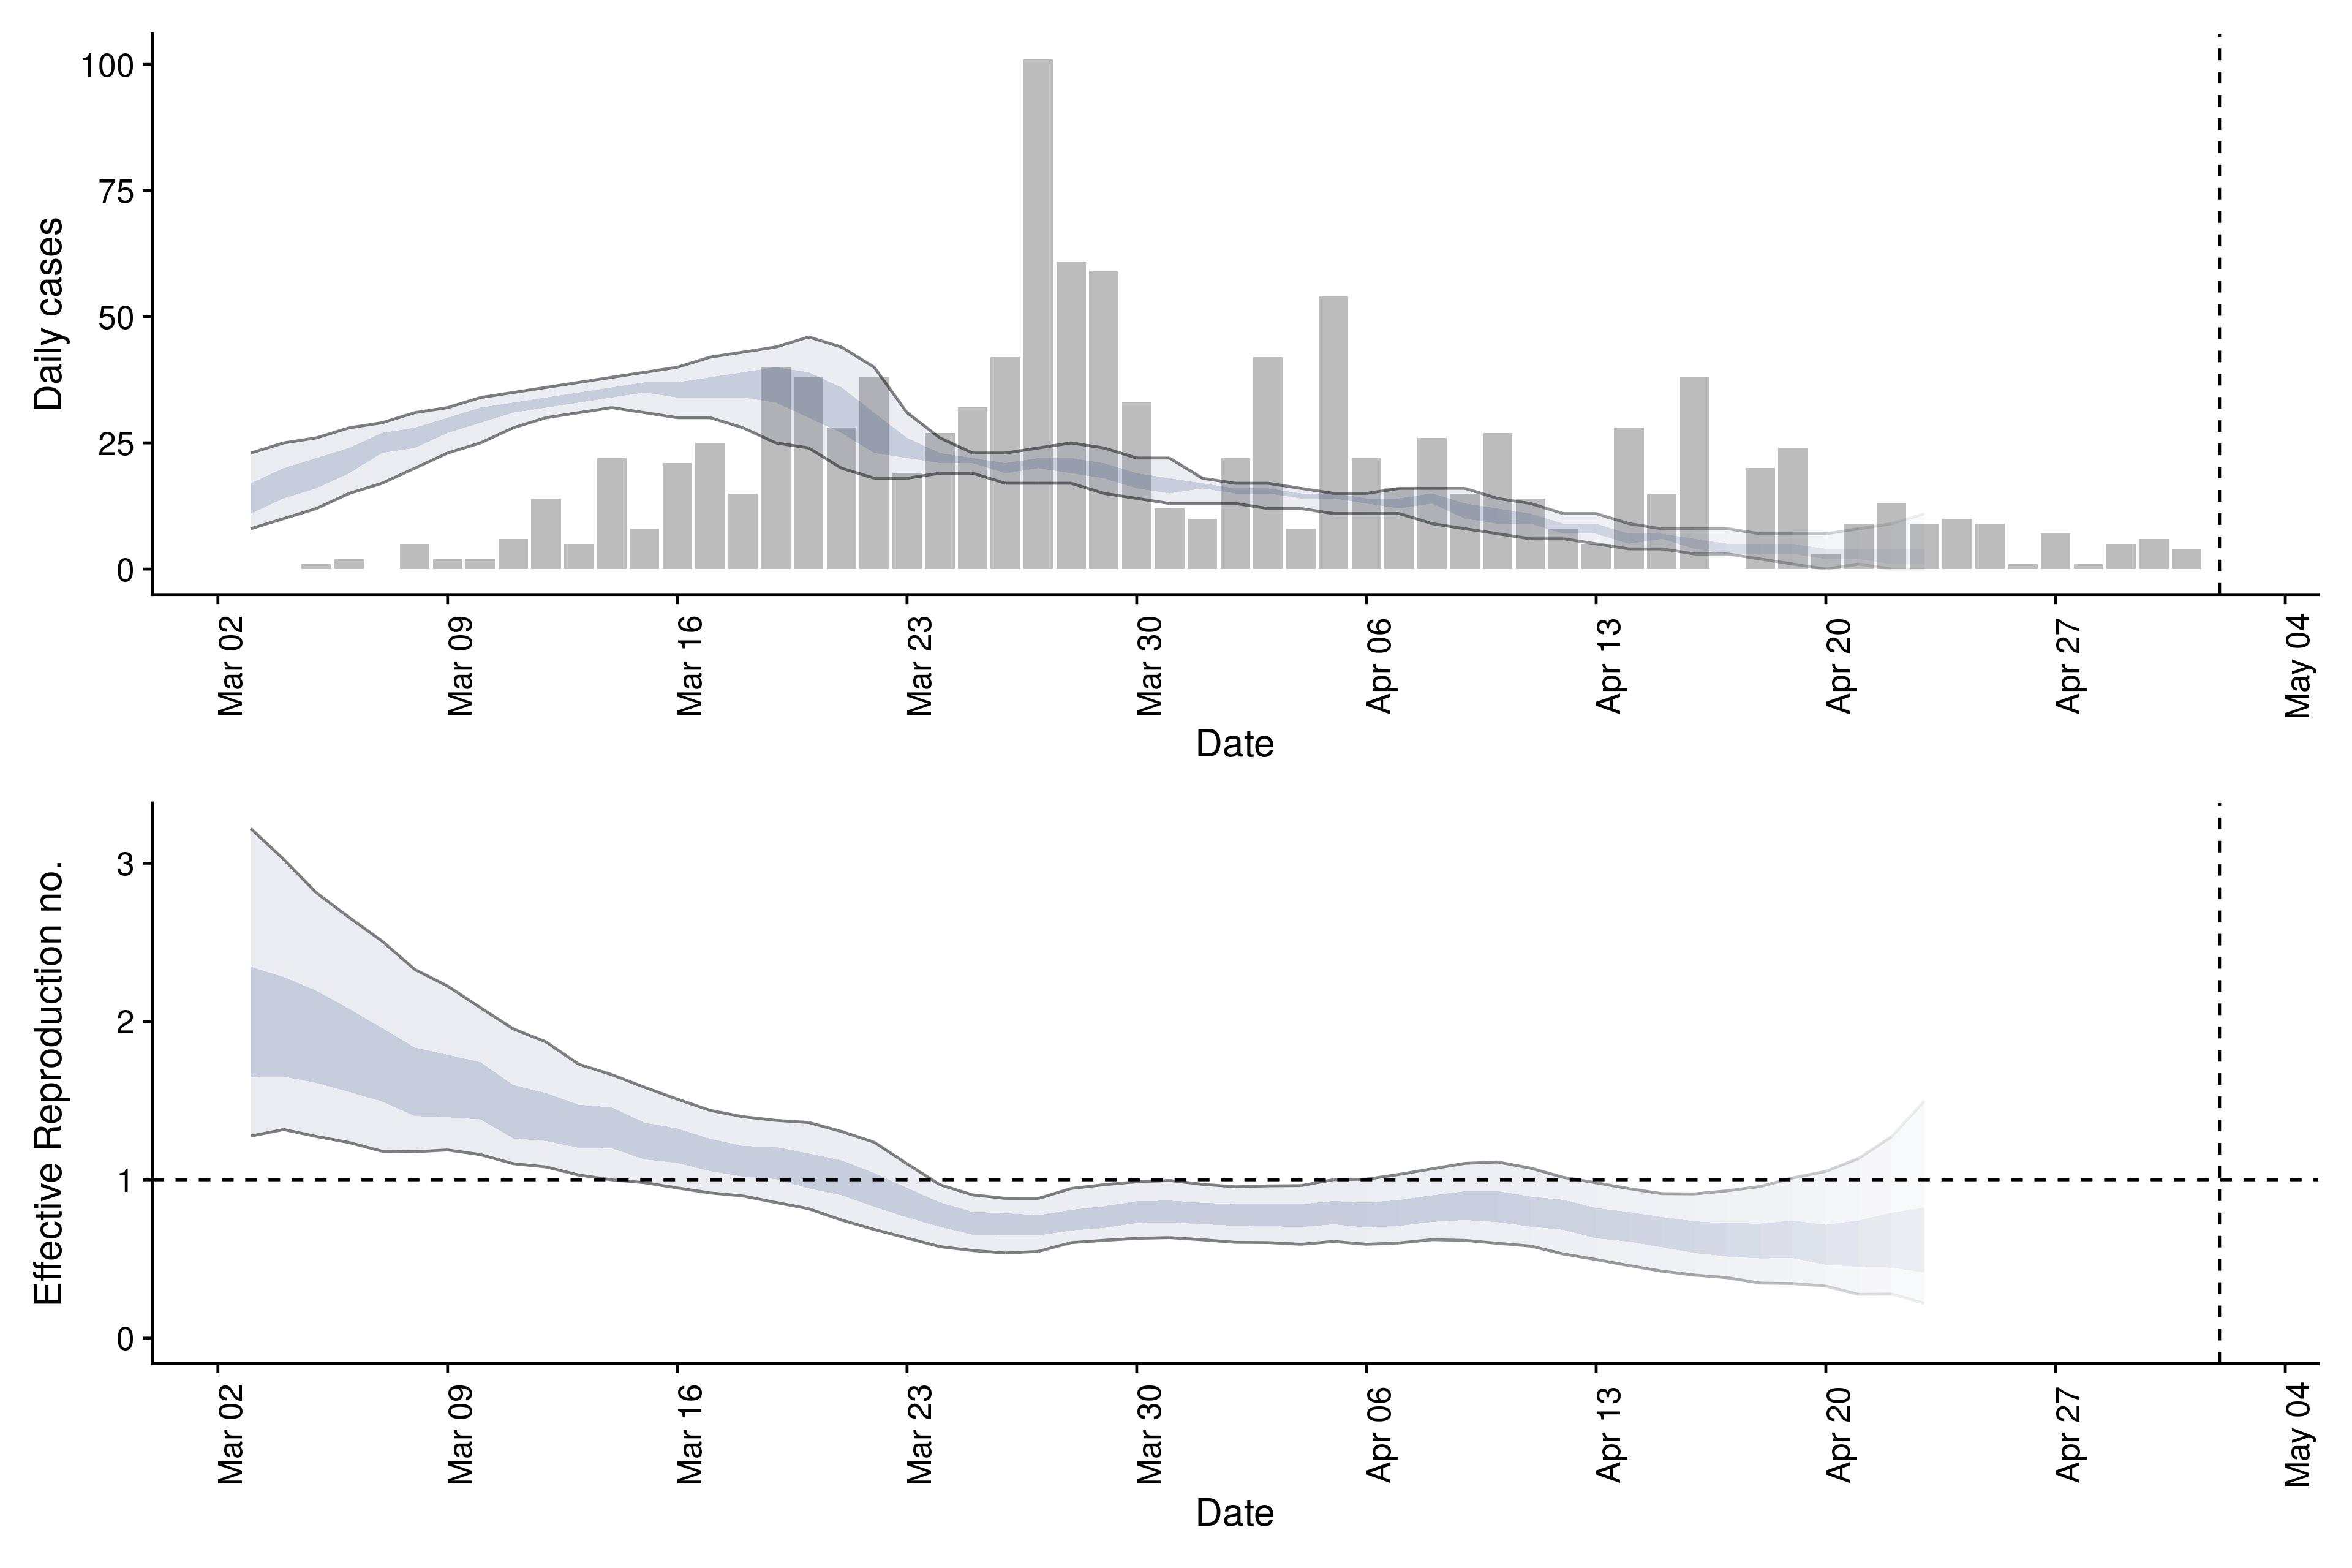 Daily cases
100
75
50
25
0
Mar 02
Mar 09
Mar 16
Mar 23
Mar 30
Apr 06
Apr 13
Apr 20
Apr 27
May 04
Date
Effective Reproduction no.
3
2
1
0
Mar 02
Mar 09
Mar 16
Mar 23
Mar 30
Apr 06
Apr 13
Apr 20
Apr 27
May 04
Date